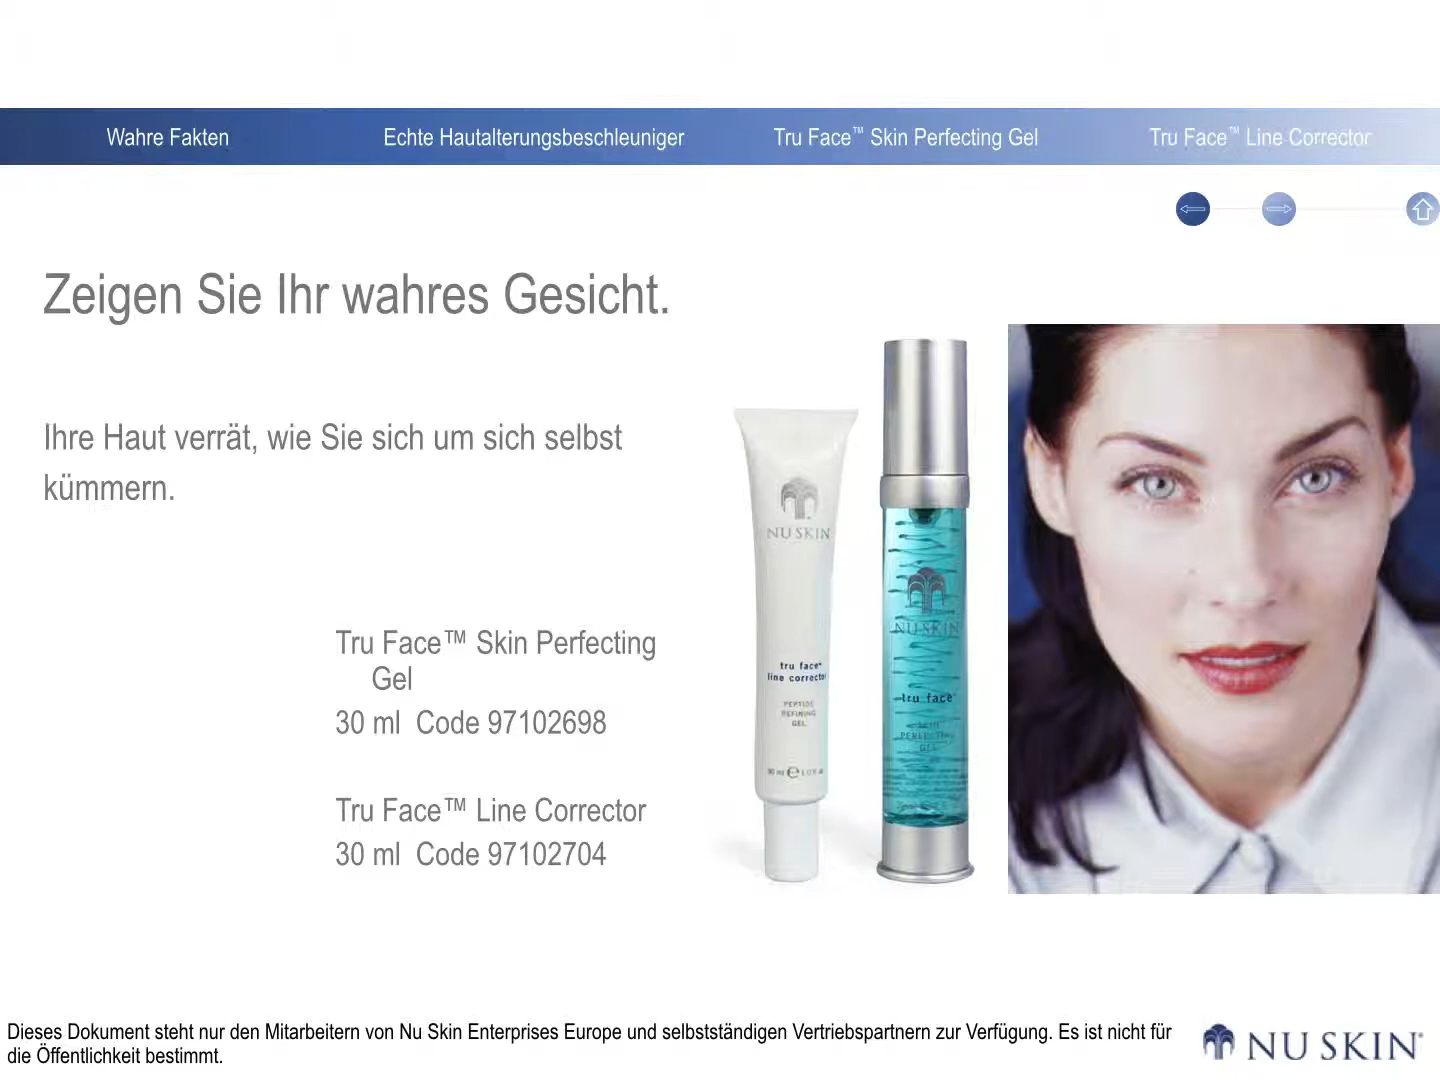 Wahre Fakten
Echte Hautalterungsbeschleuniger
Tru Face™ Skin Perfecting Gel
Tru Face™ Line Corrector
Zeigen Sie Ihr wahres Gesicht.
Ihre Haut verrät, wie Sie sich um sich selbst
kümmern.
Tru Face™ Skin Perfecting
Gel
30 ml Code 97102698
Tru Face™ Line Corrector
30 ml Code 97102704
NU SKIN
tru face
line corrector
PEPTIDE
REFINING
GEL
NU SKIN
tru face
SKIN
PERFECTING
GEL
Dieses Dokument steht nur den Mitarbeitern von Nu Skin Enterprises Europe und selbstständigen Vertriebspartnern zur Verfügung. Es ist nicht für
die Öffentlichkeit bestimmt.
NU SKIN®